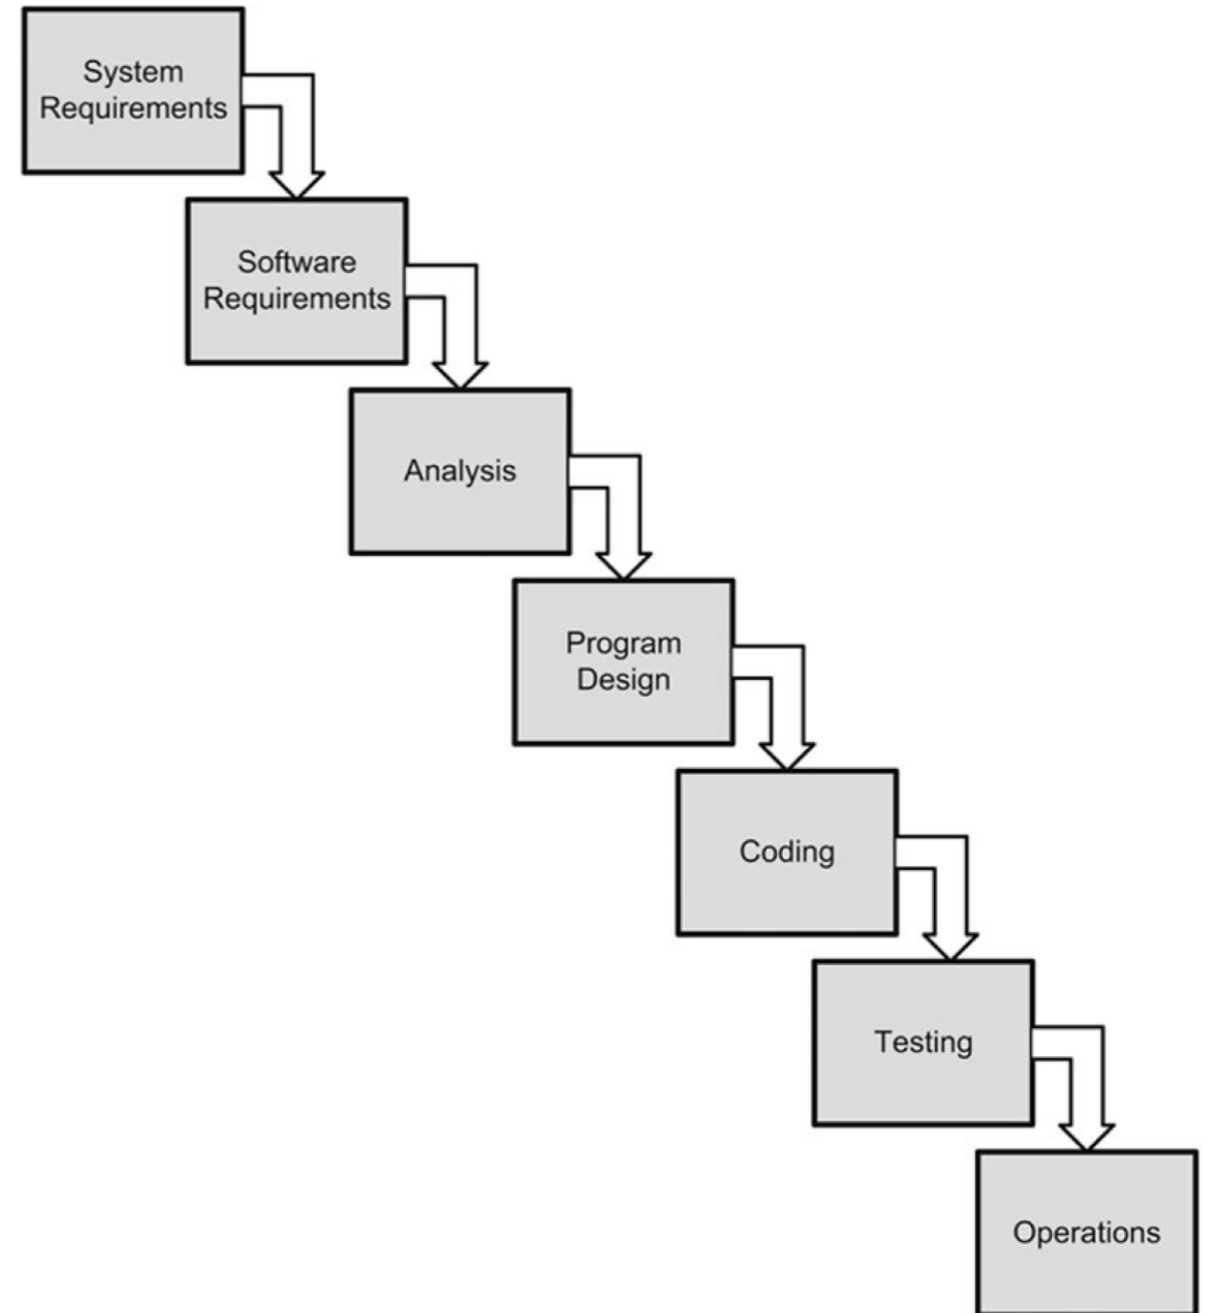 System
Requirements
Software
Requirements
Analysis
Program
Design
Coding
Testing
Operations